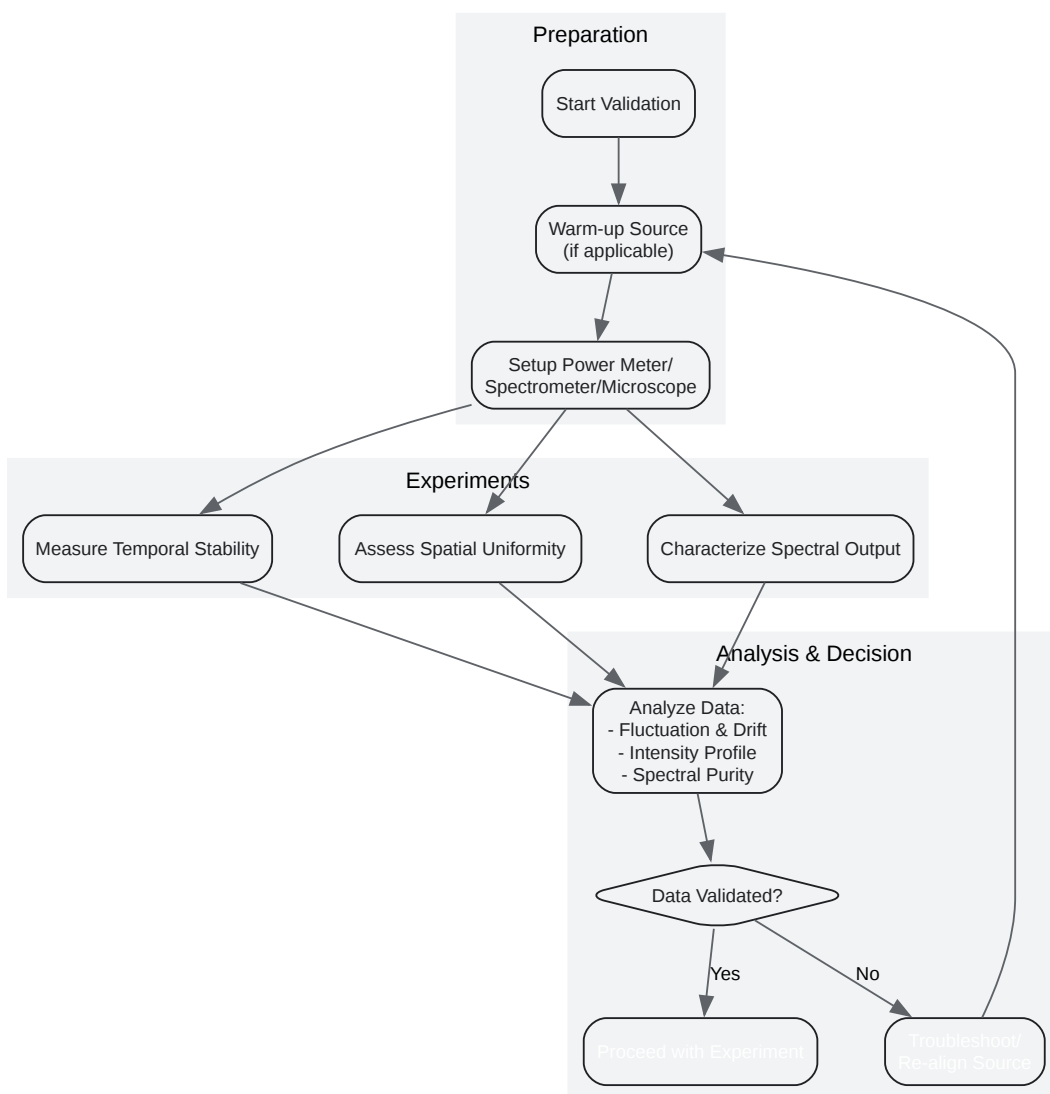 Preparation
Start Validation
Warm-up Source
(if applicable)
Setup Power Meter/
Spectrometer/Microscope
Experiments
Measure Temporal Stability
Assess Spatial Uniformity
Characterize Spectral Output
Analysis & Decision
Analyze Data:
- Fluctuation & Drift
- Intensity Profile
- Spectral Purity
Data Validated?
Yes
No
Proceed with Experiment
Troubleshoot/
Re-align Source